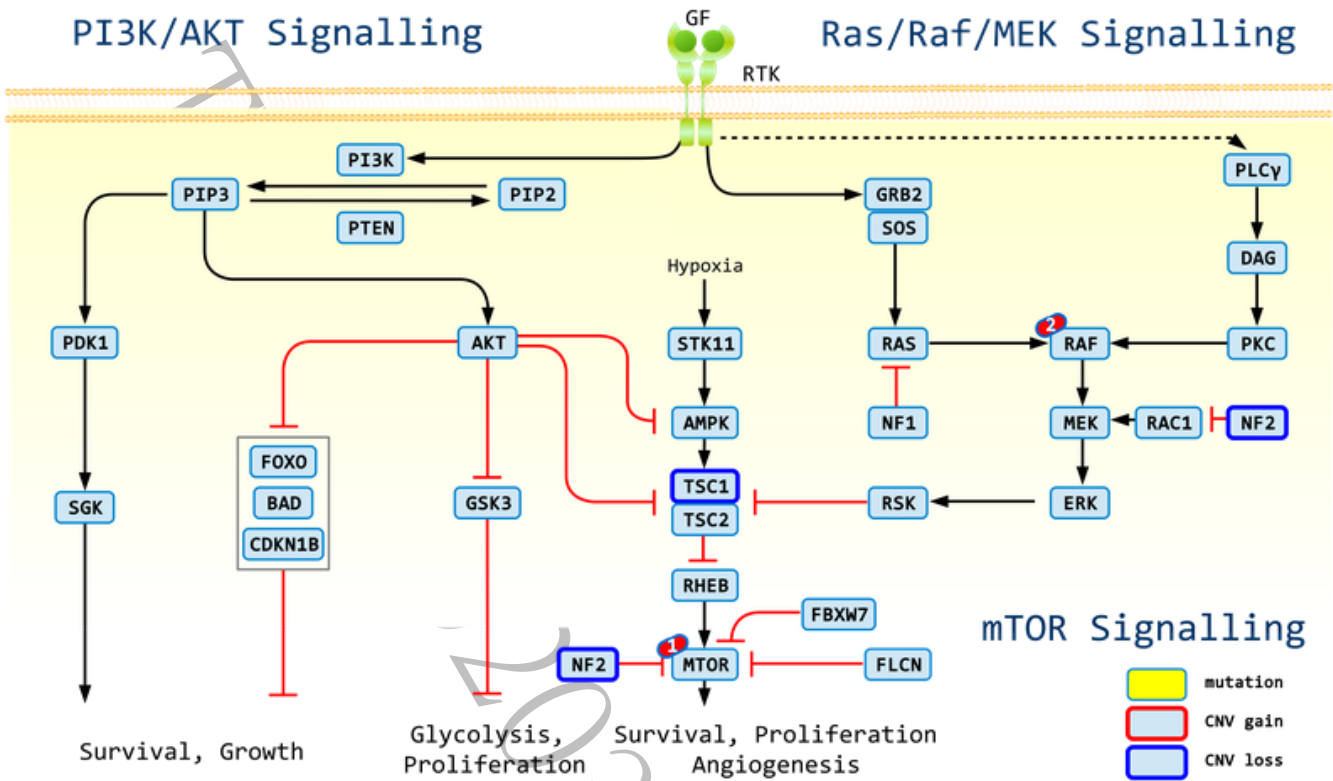 PI3K/AKT Signalling
GF
Ras/Raf/MEK Signalling
RTK
PI3K
PIP3
PIP2
PTEN
GRB2
SOS
PLCγ
DAG
Hypoxia
PDK1
AKT
STK11
RAS
2
RAF
PKC
AMPK
NF1
MEK
RAC1
NF2
FOXO
BAD
CDKN1B
SGK
GSK3
TSC1
TSC2
RSK
ERK
RHEB
FBXW7
NF2
1
MTOR
FLCN
mTOR Signalling
mutation
CNV gain
CNV loss
Survival, Growth
Glycolysis,
Proliferation
Survival, Proliferation
Angiogenesis